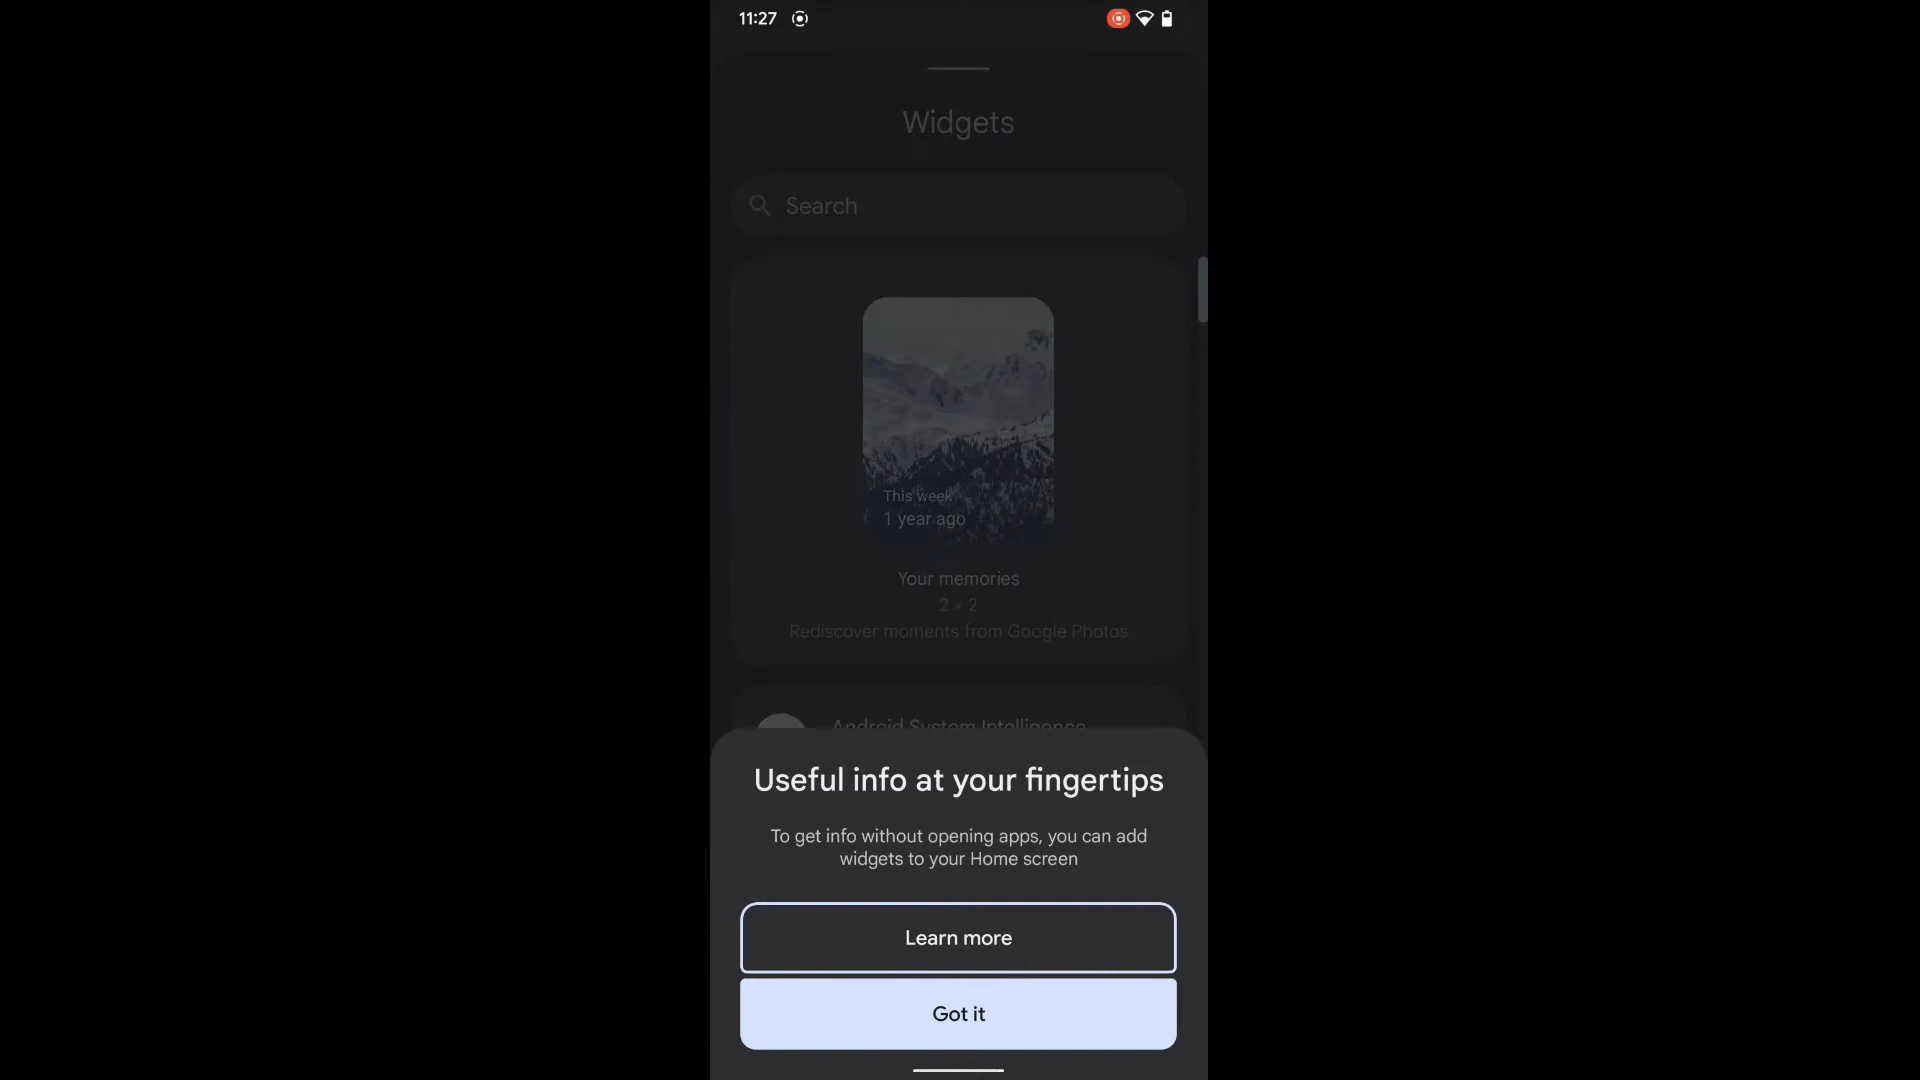 11:27
Widgets
Search
This week
1 year ago
Your memories
2 × 2
Rediscover moments from Google Photos
Android System Intelligence
Useful info at your fingertips
To get info without opening apps, you can add
widgets to your Home screen
Learn more
Got it